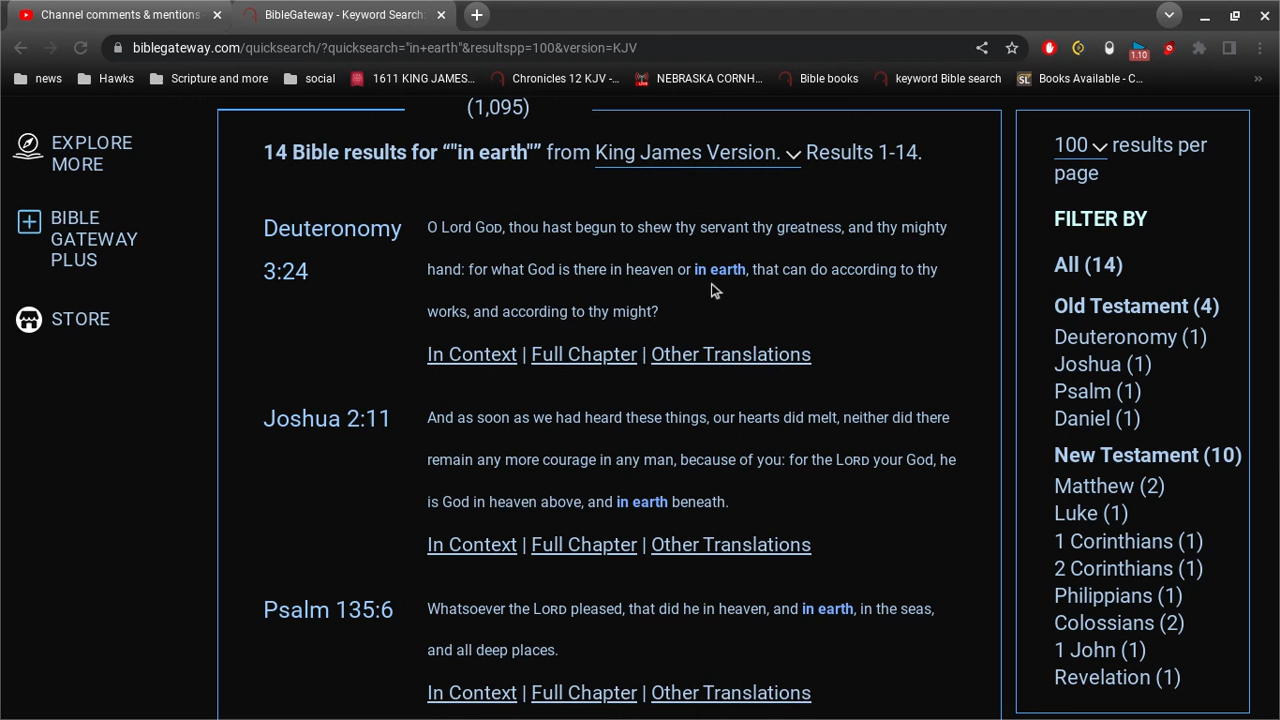 Channel comments & mentions
BibleGateway - Keyword Search:
biblegateway.com/quicksearch/?quicksearch="in+earth"&resultspp=100&version=KJV
1.10
news
Hawks
Scripture and more
social
1611 KING JAMES…
Chronicles 12 KJV -…
NEBRASKA CORNH…
Bible books
keyword Bible search
SL
Books Available - C…
»
EXPLORE
MORE
BIBLE
GATEWAY
PLUS
STORE
(1,095)
14 Bible results for “"in earth"” from King James Version. Results 1-14.
Deuteronomy
3:24
O Lord God, thou hast begun to shew thy servant thy greatness, and thy mighty
hand: for what God is there in heaven or in earth, that can do according to thy
works, and according to thy might?
In Context | Full Chapter | Other Translations
Joshua 2:11
And as soon as we had heard these things, our hearts did melt, neither did there
remain any more courage in any man, because of you: for the Lord your God, he
is God in heaven above, and in earth beneath.
In Context | Full Chapter | Other Translations
Psalm 135:6
Whatsoever the Lord pleased, that did he in heaven, and in earth, in the seas,
and all deep places.
In Context | Full Chapter | Other Translations
100 results per
page
FILTER BY
All (14)
Old Testament (4)
Deuteronomy (1)
Joshua (1)
Psalm (1)
Daniel (1)
New Testament (10)
Matthew (2)
Luke (1)
1 Corinthians (1)
2 Corinthians (1)
Philippians (1)
Colossians (2)
1 John (1)
Revelation (1)